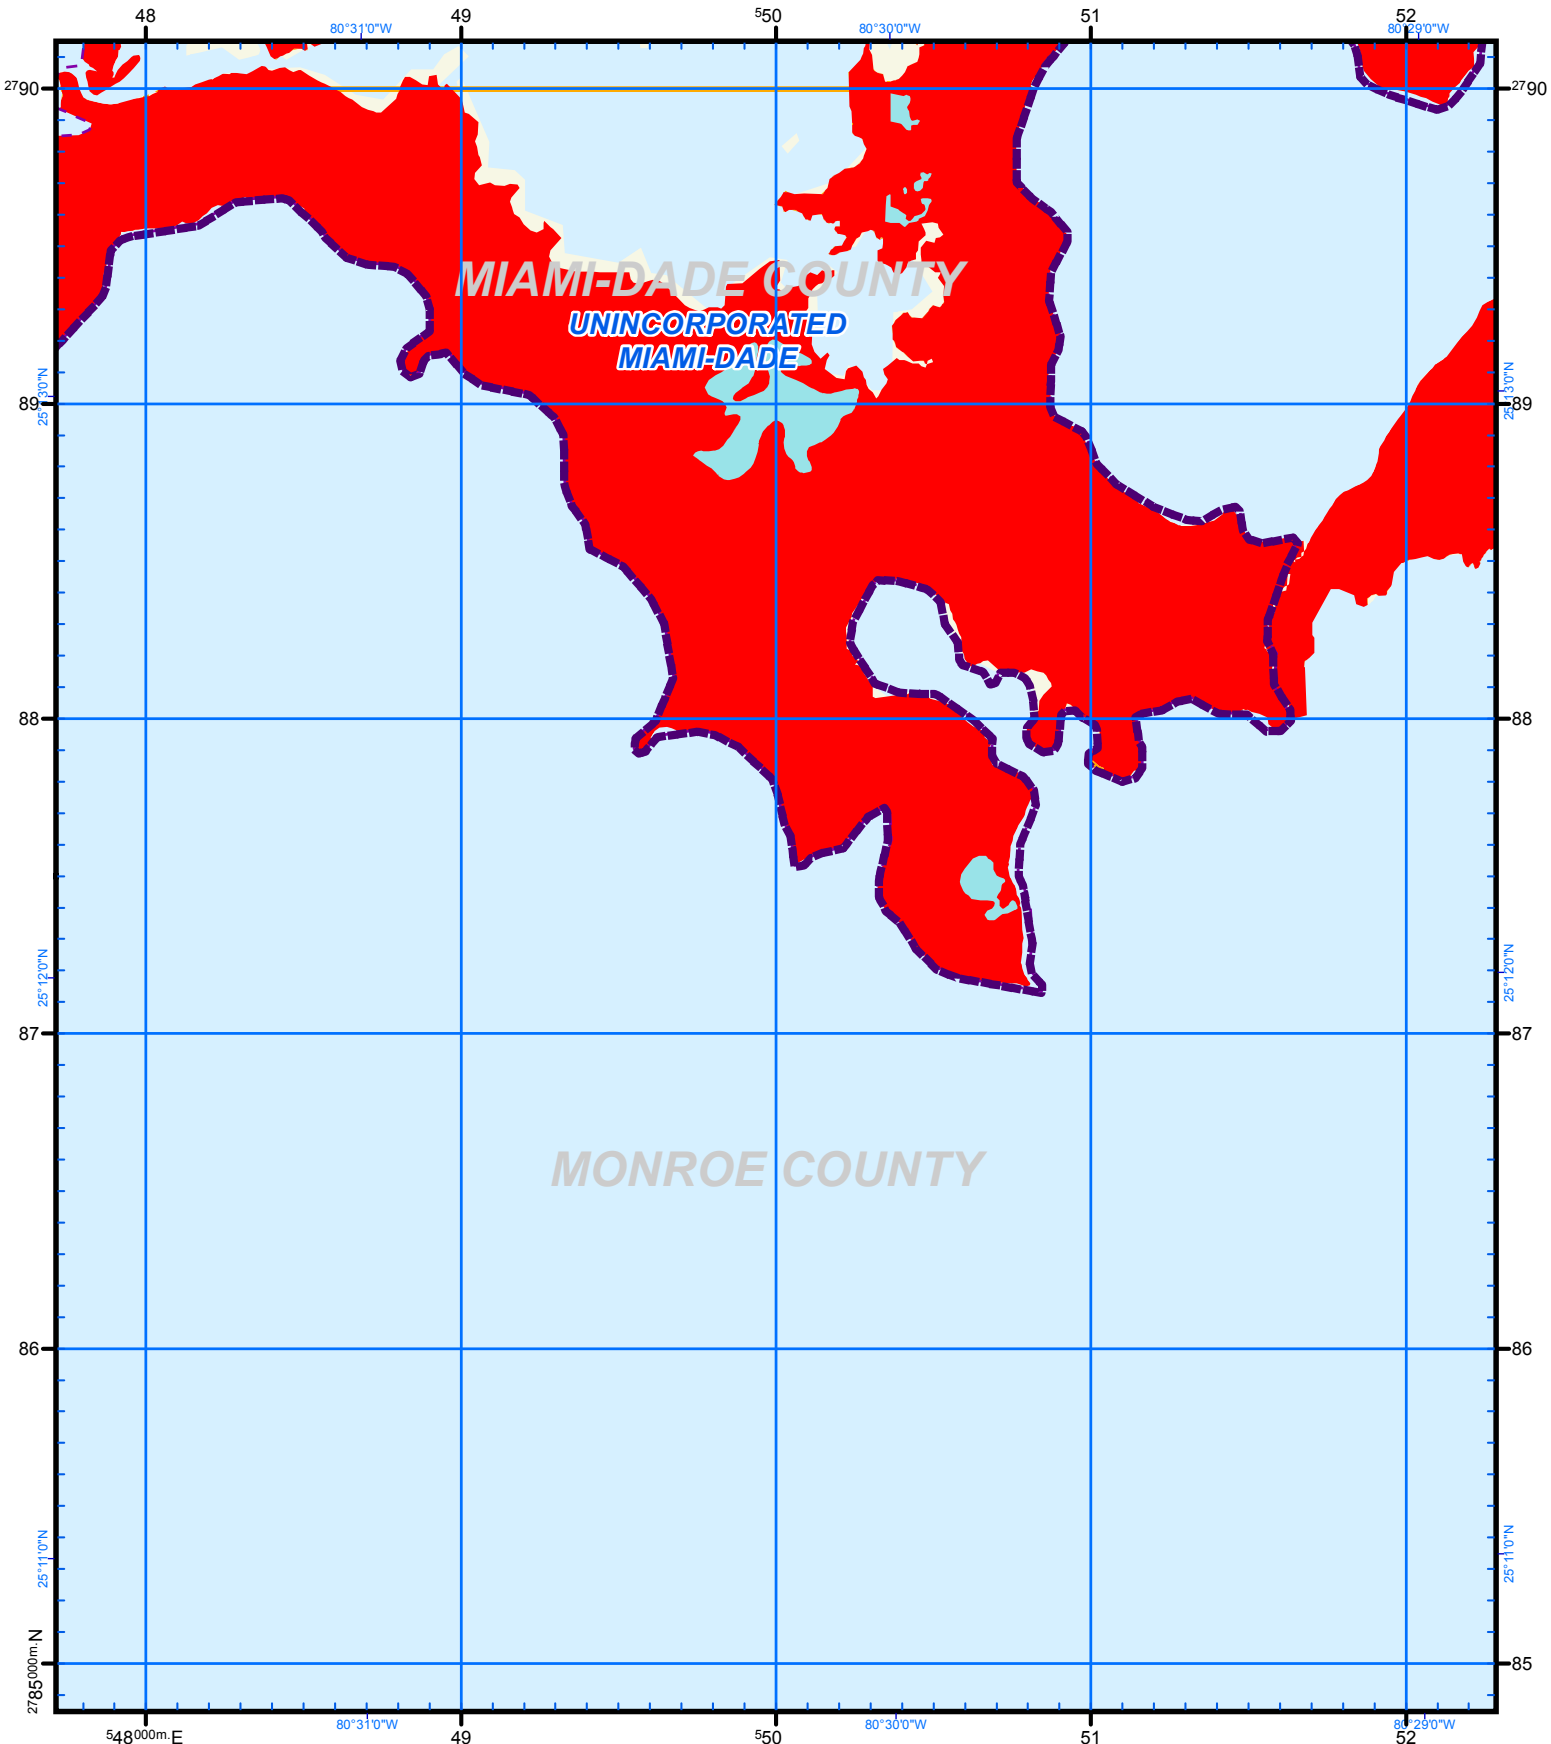 48 49 550 51 52
80°31'0"W 80°30'0"W 80°29'0"W
2790 2790
MIAMI-DADE COUNTY
UNINCORPORATED
MIAMI-DADE
25°13'0"N 25°13'0"N
89 89
88 88
25°12'0"N 25°12'0"N
87 87
MONROE COUNTY
86 86
25°11'0"N 25°11'0"N
2785000m.N 85
80°31'0"W 80°30'0"W 80°29'0"W
548000m.E 49 550 51 52